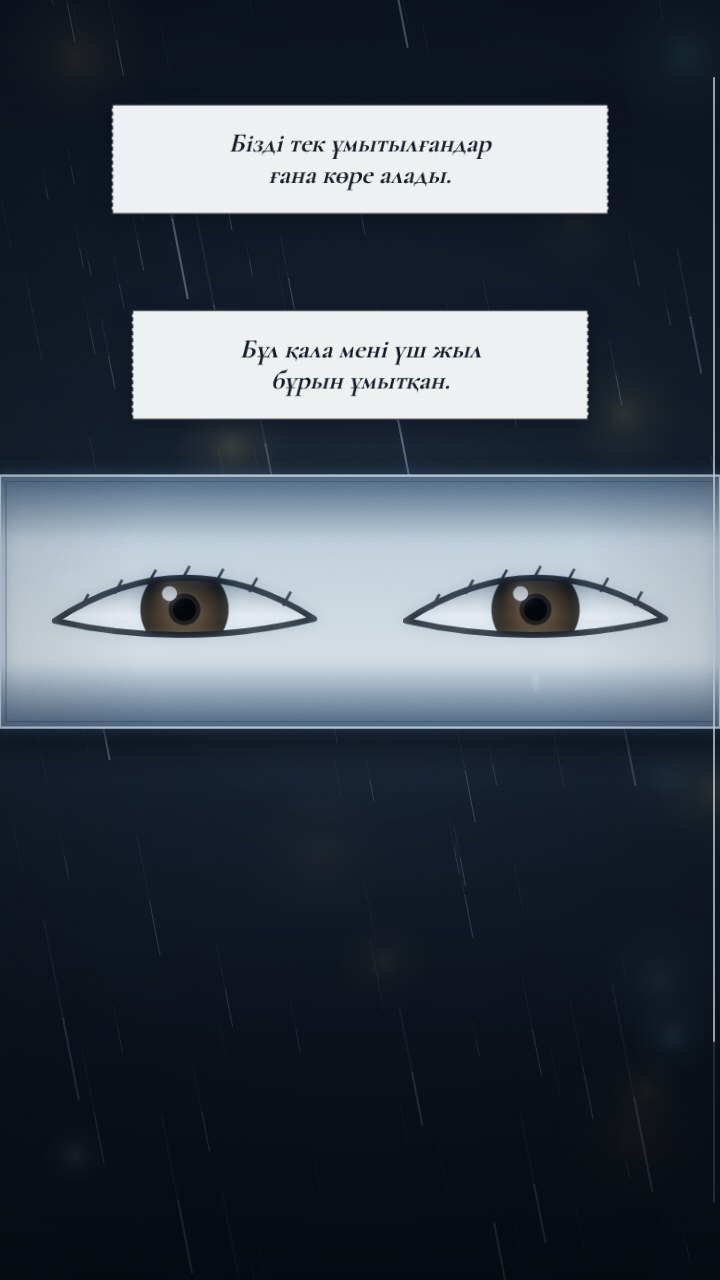 Бізді тек ұмытылғандар
ғана көре алады.
Бұл қала мені үш жыл
бұрын ұмытқан.